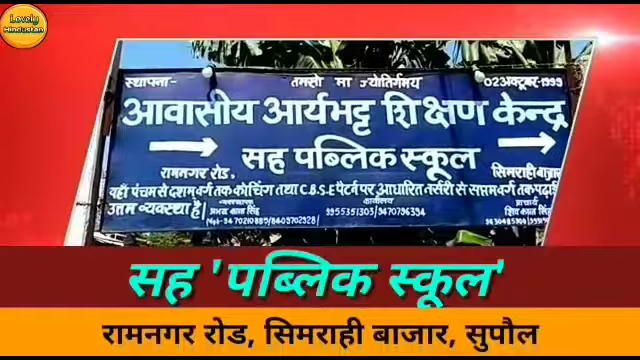 Lovely
Hindustan
स्थापना- तमसो मा ज्योतिर्गमय 02अक्टूबर-1999
आवासीय आर्यभट्ट शिक्षण केन्द्र
सह पब्लिक स्कूल
रामनगर रोड. सिमराही बाजार
यहाँ पंचम से दशम वर्ग तक कोचिंग तथा C.B.S.E पैटर्न पर आधारित नर्सरी से सप्तम वर्ग तक
उत्तम व्यवस्था है|
9955351303/9470796394
सह 'पब्लिक स्कूल'
रामनगर रोड, सिमराही बाजार, सुपौल